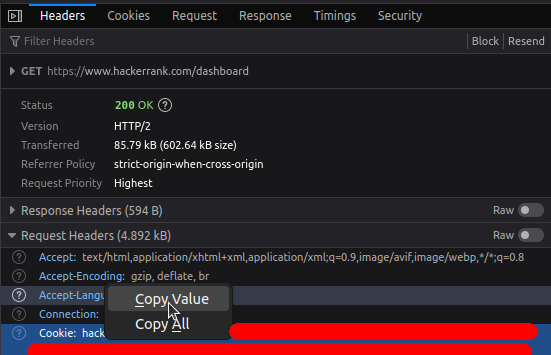 Headers Cookies Request Response Timings Security
Filter Headers Block Resend
GET https://www.hackerrank.com/dashboard
Status 200 OK ?
Version HTTP/2
Transferred 85.79 kB (602.64 kB size)
Referrer Policy strict-origin-when-cross-origin
Request Priority Highest
Response Headers (594 B) Raw
Request Headers (4.892 kB) Raw
? Accept: text/html,application/xhtml+xml,application/xml;q=0.9,image/avif,image/webp,*/*;q=0.8
? Accept-Encoding: gzip, deflate, br
? Accept-Langu
Copy Value
? Connection:
Copy All
? Cookie: hack